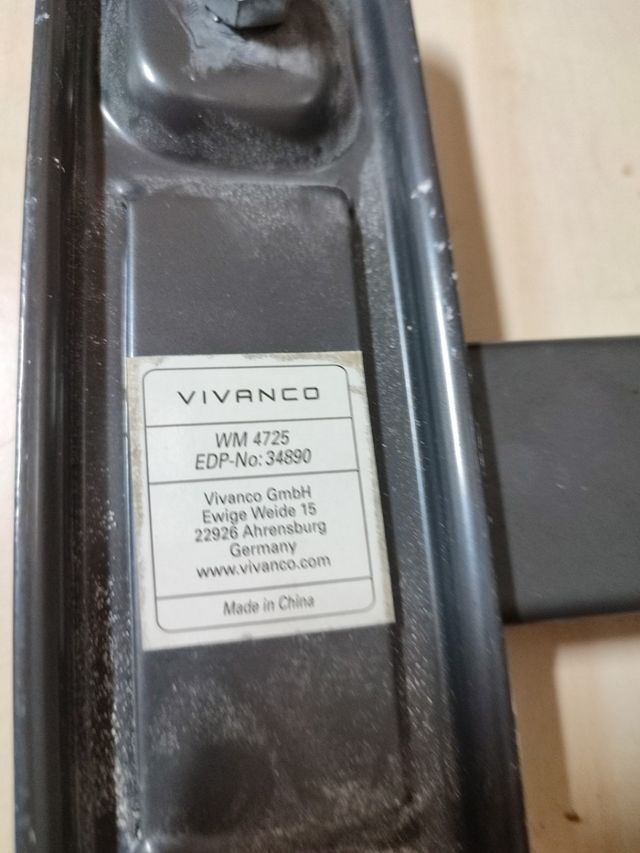 VIVANCO
WM 4725
EDP-No: 34890
Vivanco GmbH
Ewige Weide 15
22926 Ahrensburg
Germany
www.vivanco.com
Made in China